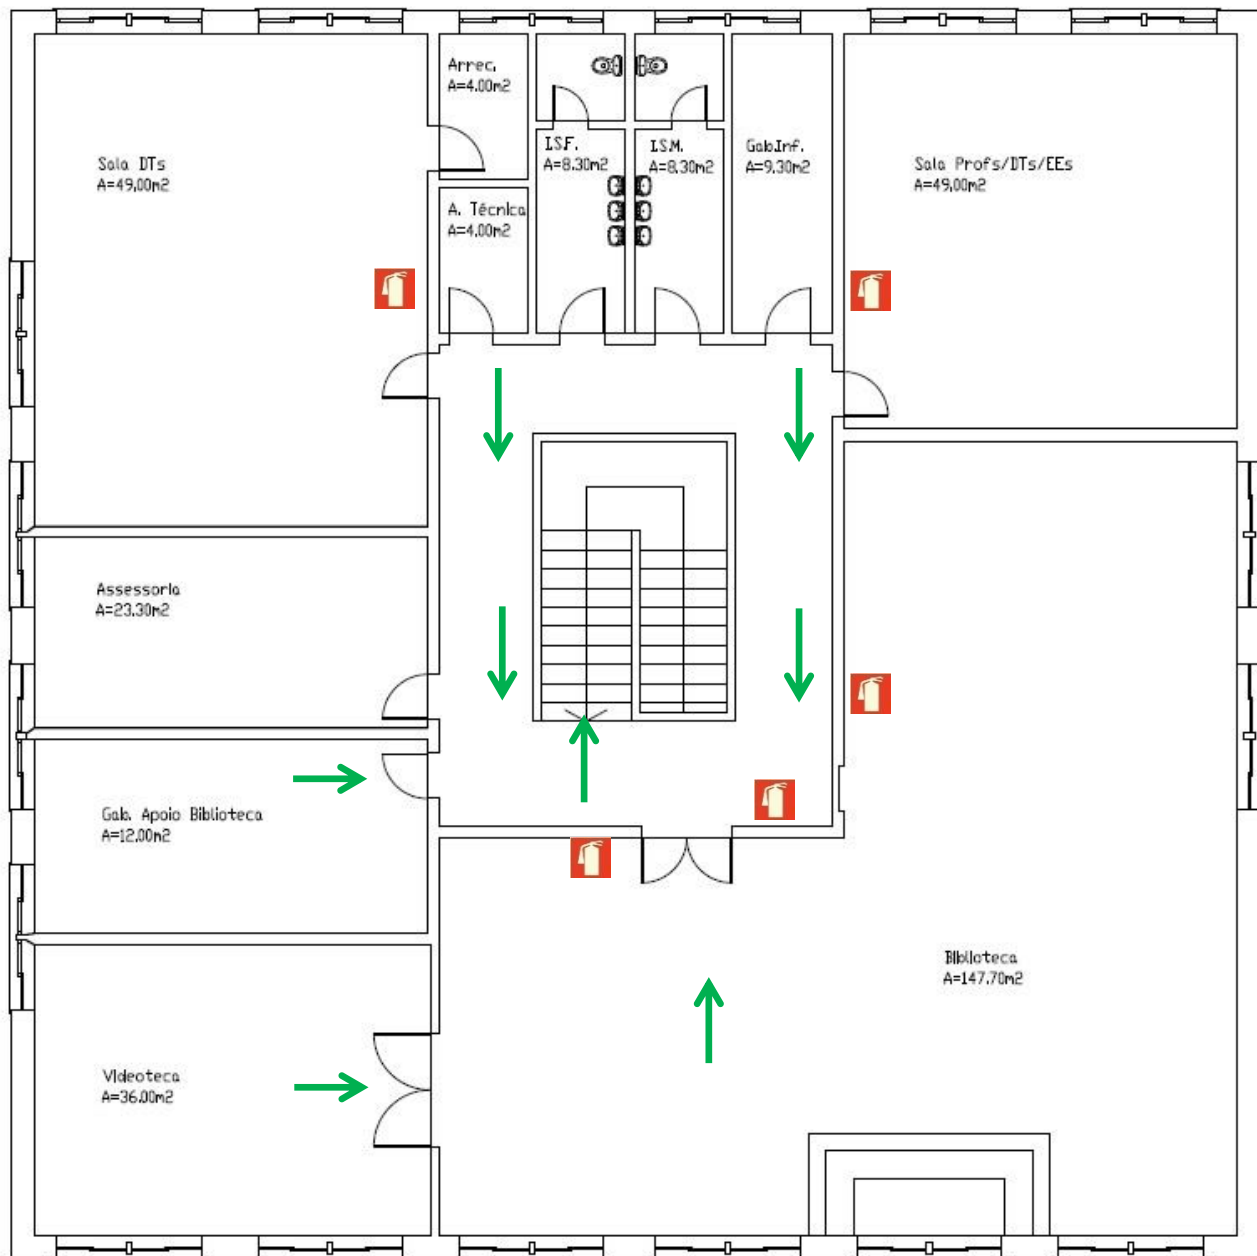 Arrec.
A=4.00m2
I.S.F.
A=8.30m2
I.S.M.
A=8.30m2
Gab.Inf.
A=9.30m2
Sala DTs
A=49,00m2
Sala Profs/DTs/EEs
A=49,00m2
A. Técnica
A=4.00m2
Assessoria
A=23.30m2
Gab. Apoio Biblioteca
A=12.00m2
Biblioteca
A=147.70m2
Videoteca
A=36.00m2